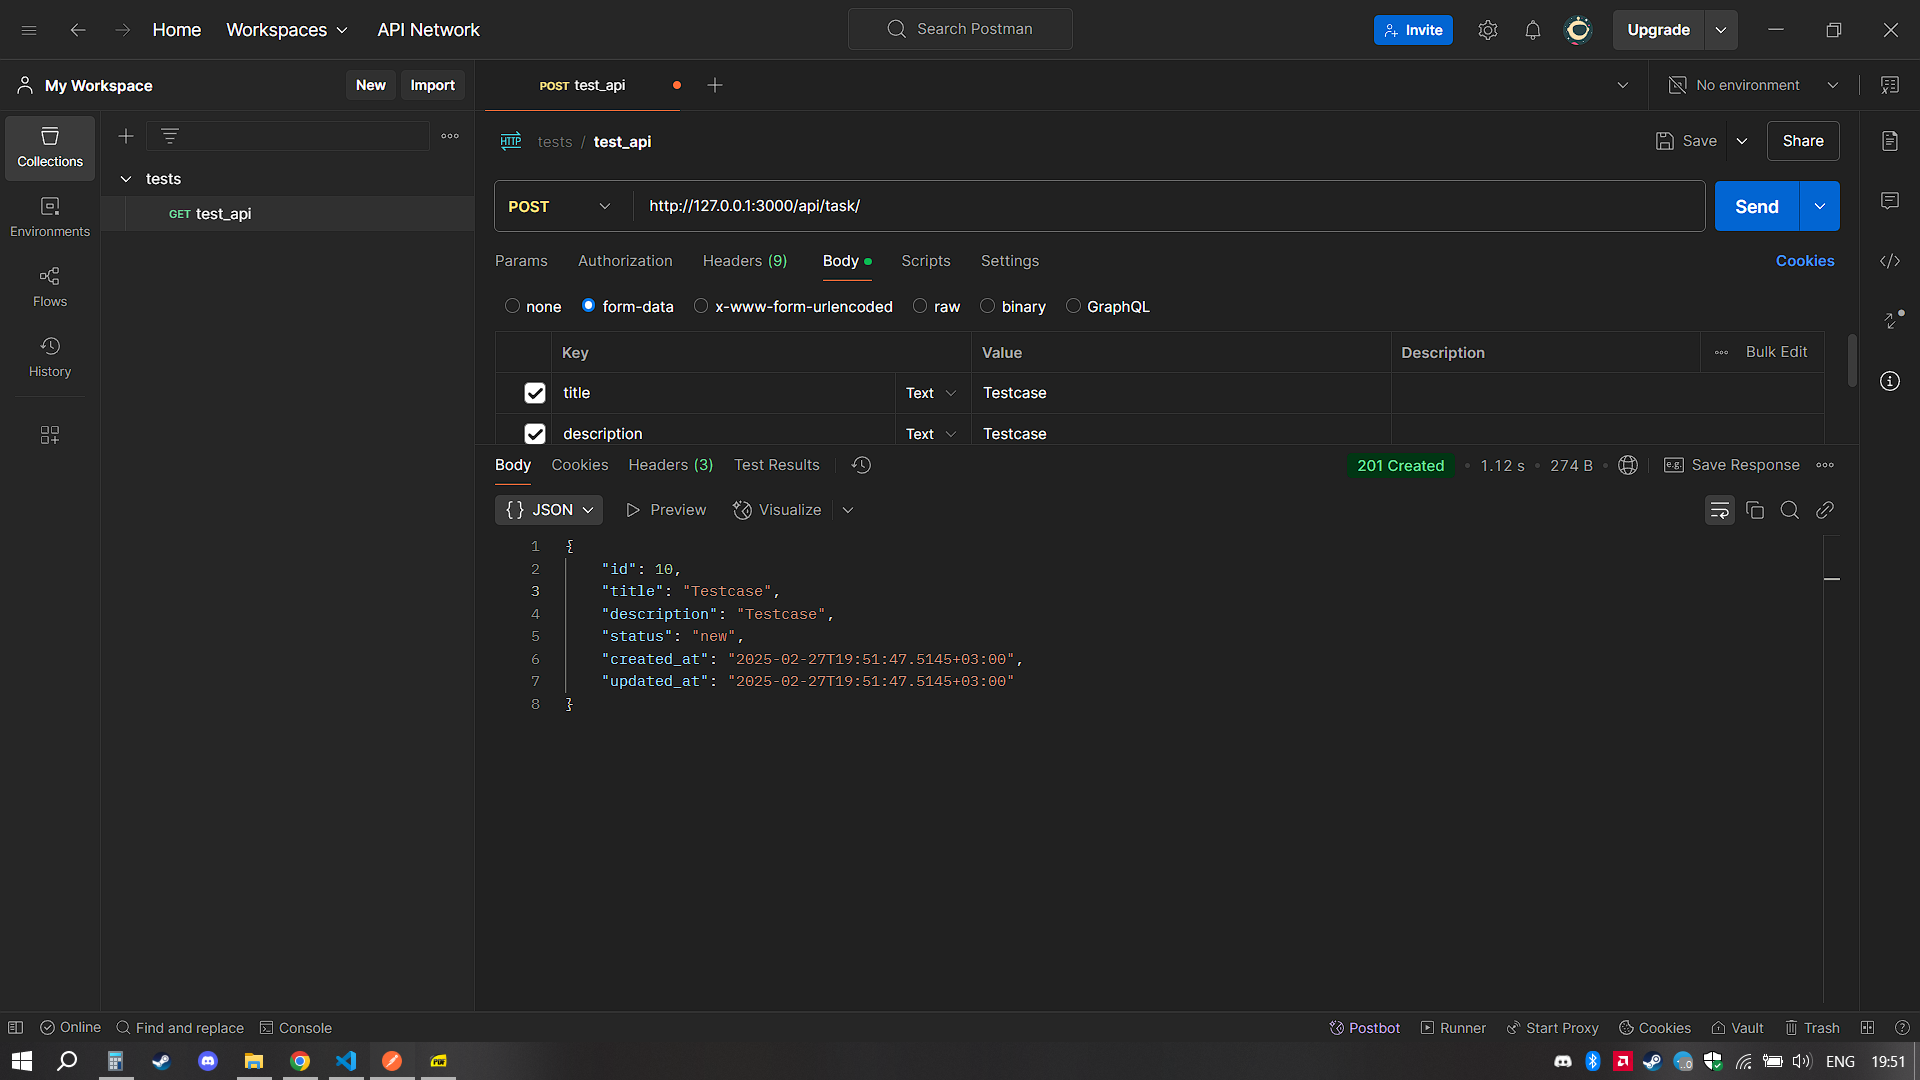 Home Workspaces API Network Search Postman Invite Upgrade
My Workspace New Import POST test_api No environment
Collections
HTTP tests / test_api Save Share
tests
GET test_api
POST http://127.0.0.1:3000/api/task/ Send
Environments
Params Authorization Headers (9) Body Scripts Settings Cookies
Flows
none form-data x-www-form-urlencoded raw binary GraphQL
Key Value Description Bulk Edit
History
title Text Testcase
description Text Testcase
Body Cookies Headers (3) Test Results 201 Created 1.12 s 274 B e.g. Save Response
{} JSON Preview Visualize
1 {
2 "id": 10,
3 "title": "Testcase",
4 "description": "Testcase",
5 "status": "new",
6 "created_at": "2025-02-27T19:51:47.5145+03:00",
7 "updated_at": "2025-02-27T19:51:47.5145+03:00"
8 }
Online Find and replace Console Postbot Runner Start Proxy Cookies Vault Trash
PDF ENG 19:51